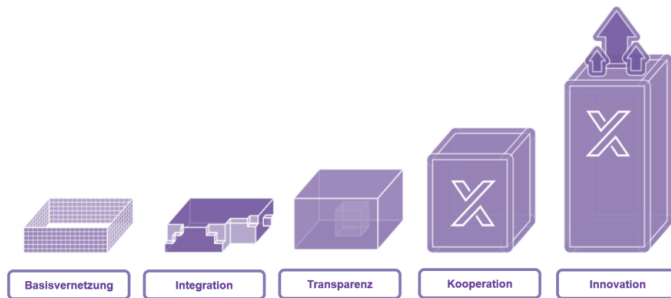 Basisvernetzung
Integration
Transparenz
Kooperation
Innovation